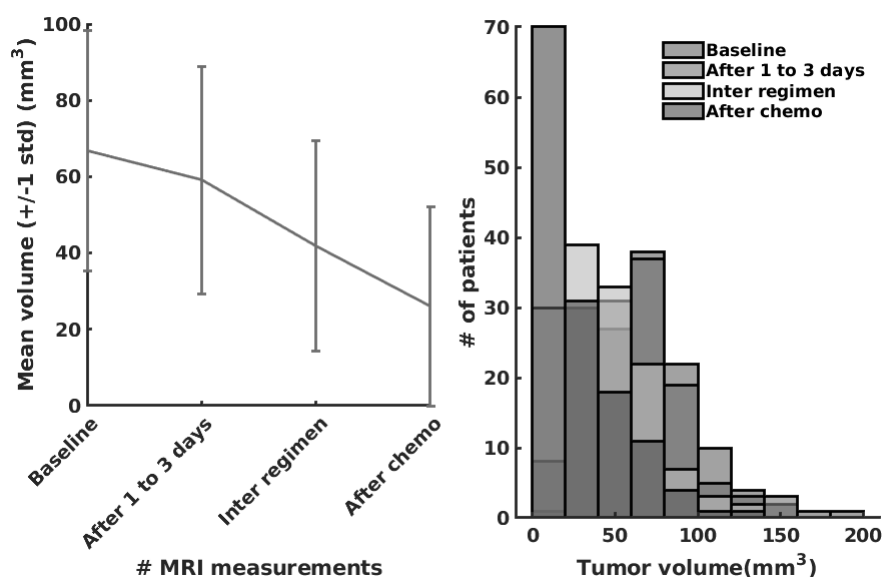 100
80
60
40
20
0
Mean volume (+/-1 std) (mm³)
Baseline
After 1 to 3 days
Inter regimen
After chemo
# MRI measurements
70
60
50
40
30
20
10
0
# of patients
Baseline
After 1 to 3 days
Inter regimen
After chemo
0 50 100 150 200
Tumor volume(mm³)